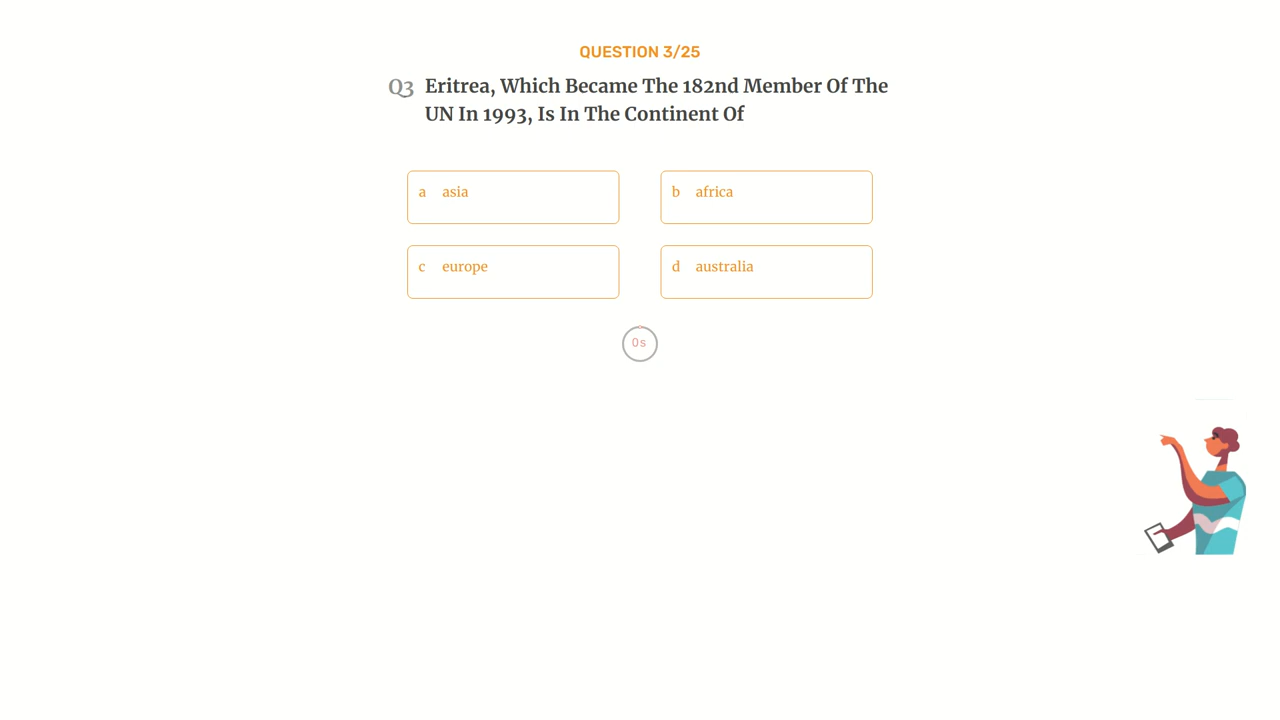 QUESTION 3/25
Q3 Eritrea, Which Became The 182nd Member Of The
UN In 1993, Is In The Continent Of
a asia
b africa
c europe
d australia
0s